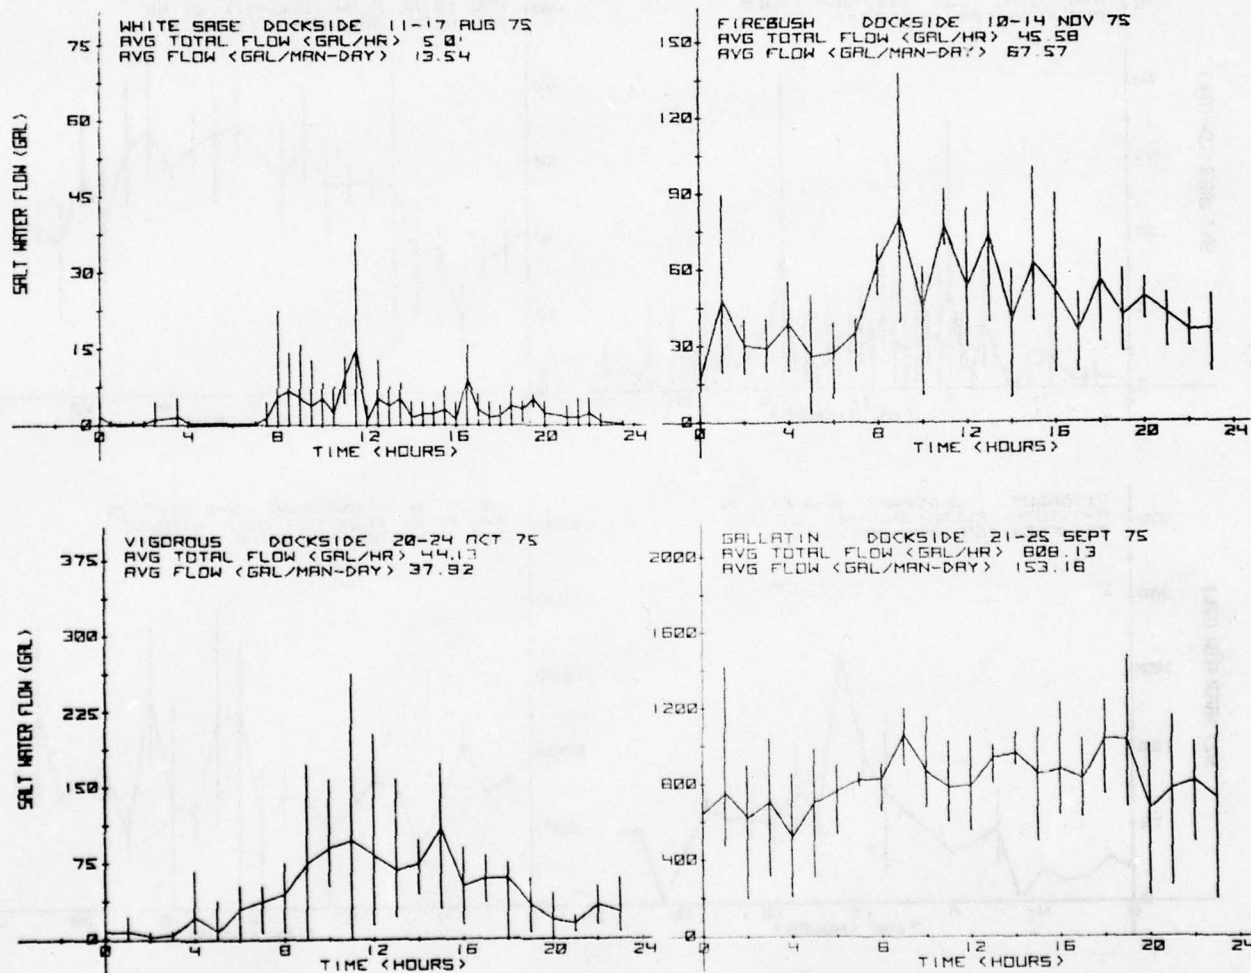 WHITE SAGE DOCKSIDE 11-17 AUG 75
AVG TOTAL FLOW (GAL/HR)
AVG FLOW (GAL/MAN-DAY) 13.54
SALT WATER FLOW (GAL)
75
60
45
30
15
0
0 4 8 12 16 20 24
TIME (HOURS)
FIREBUSH DOCKSIDE 10-14 NOV 75
AVG TOTAL FLOW (GAL/HR) 45.58
AVG FLOW (GAL/MAN-DAY) 67.57
150
120
90
60
30
0
0 4 8 12 16 20 24
TIME (HOURS)
VIGOROUS DOCKSIDE 20-24 OCT 75
AVG TOTAL FLOW (GAL/HR) 44.13
AVG FLOW (GAL/MAN-DAY) 37.82
SALT WATER FLOW (GAL)
375
300
225
150
75
0
0 4 8 12 16 20 24
TIME (HOURS)
GALLATIN DOCKSIDE 21-25 SEPT 75
AVG TOTAL FLOW (GAL/HR) 808.13
AVG FLOW (GAL/MAN-DAY) 153.18
2000
1600
1200
800
400
0
0 4 8 12 16 20 24
TIME (HOURS)